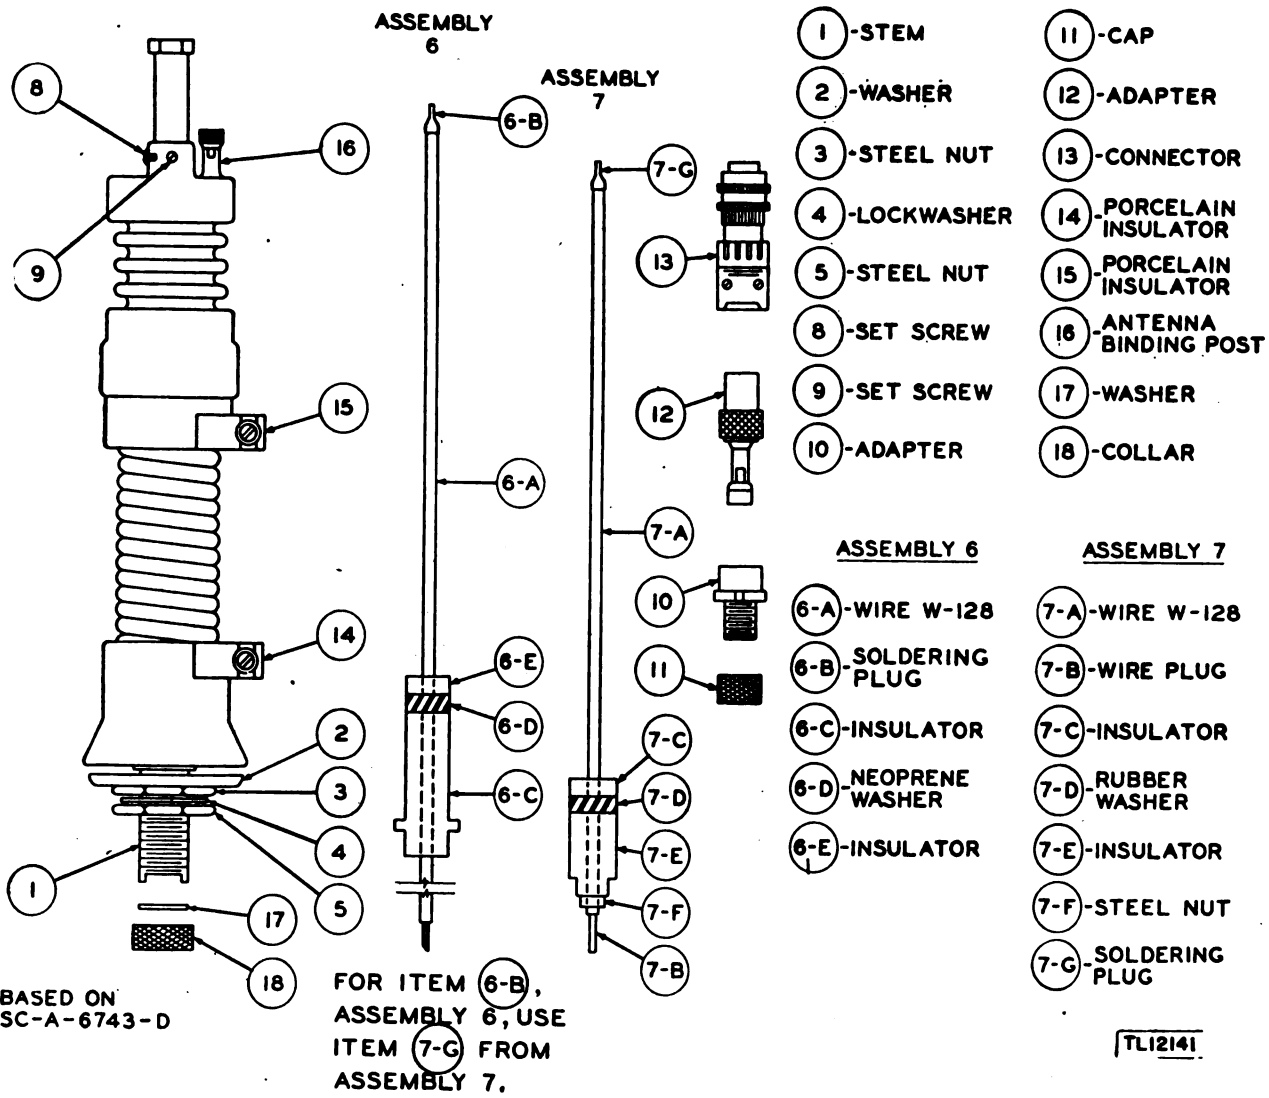 ASSEMBLY
6
ASSEMBLY
7
8
9
16
15
14
2
3
4
5
1
17
18
6-B
6-A
6-E
6-D
6-C
7-G
7-A
7-C
7-D
7-E
7-F
7-B
13
12
10
11
1 -STEM
2 -WASHER
3 -STEEL NUT
4 -LOCKWASHER
5 -STEEL NUT
8 -SET SCREW
9 -SET SCREW
10 -ADAPTER
11 -CAP
12 -ADAPTER
13 -CONNECTOR
14 -PORCELAIN
INSULATOR
15 -PORCELAIN
INSULATOR
16 -ANTENNA
BINDING POST
17 -WASHER
18 -COLLAR
ASSEMBLY 6
6-A -WIRE W-128
6-B -SOLDERING
PLUG
6-C -INSULATOR
6-D -NEOPRENE
WASHER
6-E -INSULATOR
ASSEMBLY 7
7-A -WIRE W-128
7-B -WIRE PLUG
7-C -INSULATOR
7-D -RUBBER
WASHER
7-E -INSULATOR
7-F -STEEL NUT
7-G -SOLDERING
PLUG
BASED ON
SC-A-6743-D
FOR ITEM 6-B,
ASSEMBLY 6, USE
ITEM 7-G FROM
ASSEMBLY 7.
TL12141